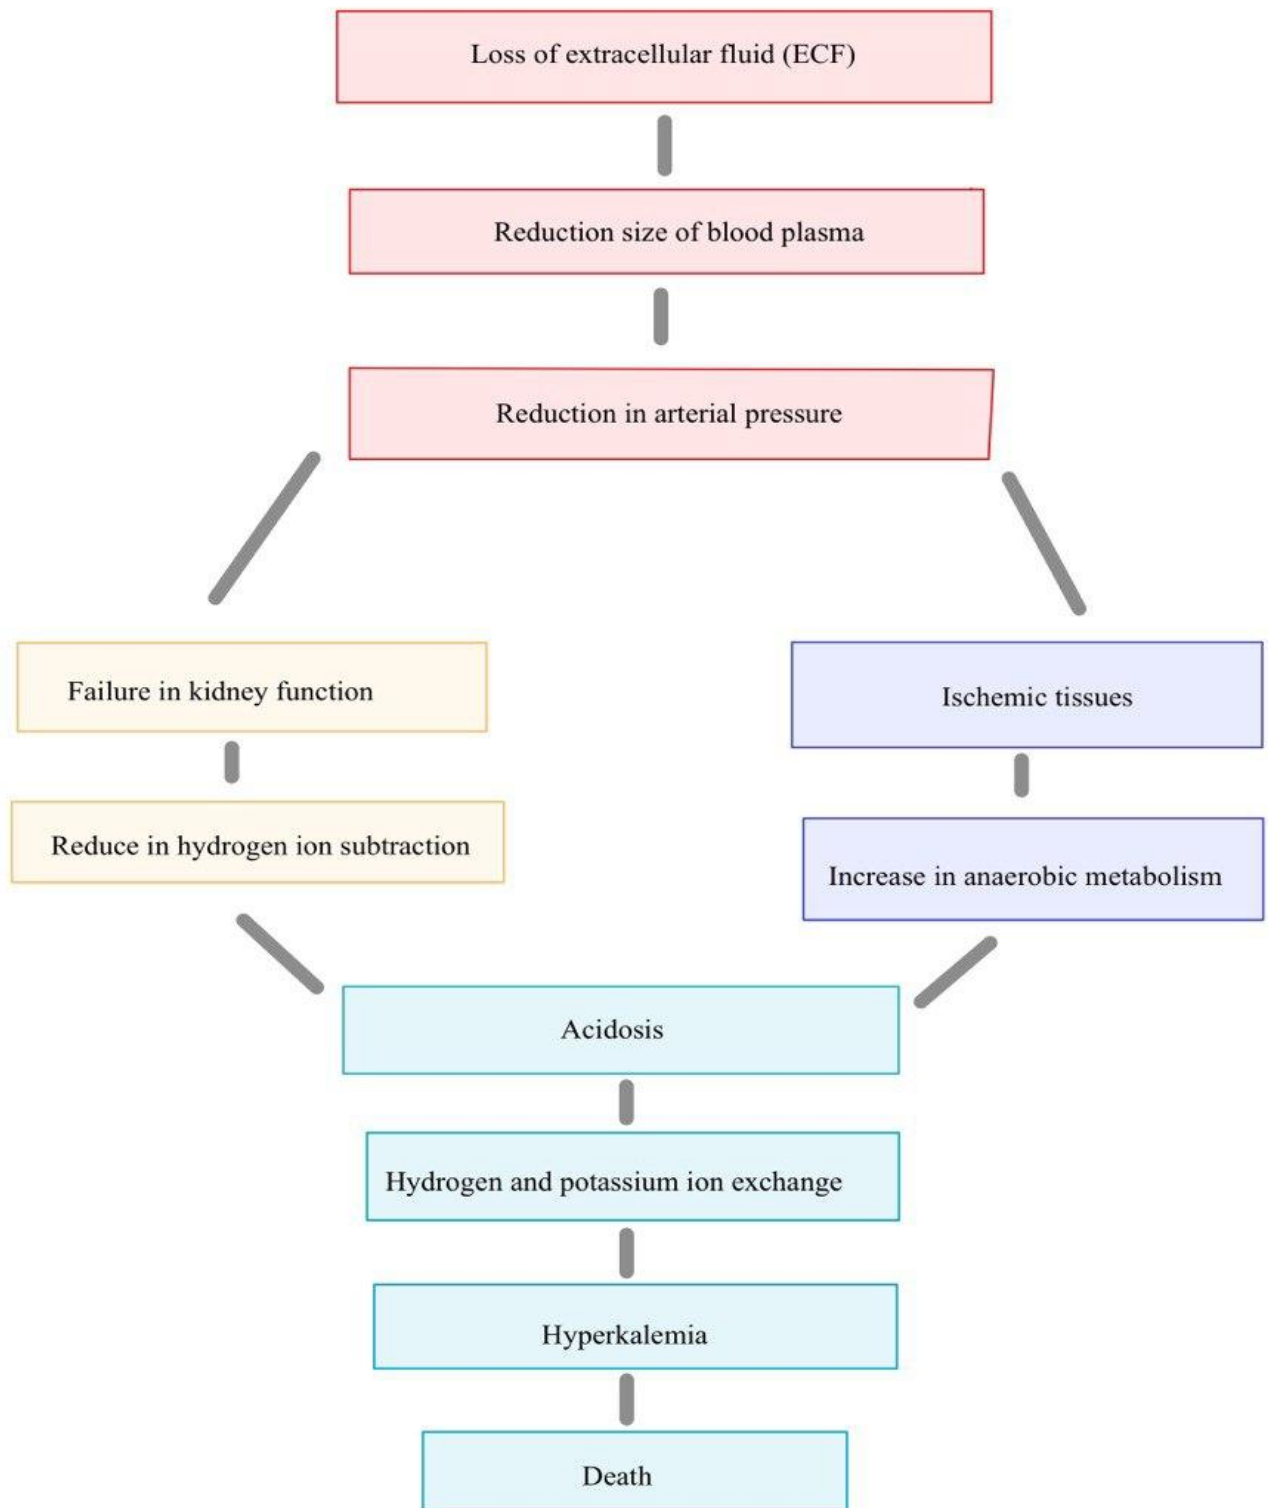 Loss of extracellular fluid (ECF)
Reduction size of blood plasma
Reduction in arterial pressure
Failure in kidney function
Ischemic tissues
Reduce in hydrogen ion subtraction
Increase in anaerobic metabolism
Acidosis
Hydrogen and potassium ion exchange
Hyperkalemia
Death